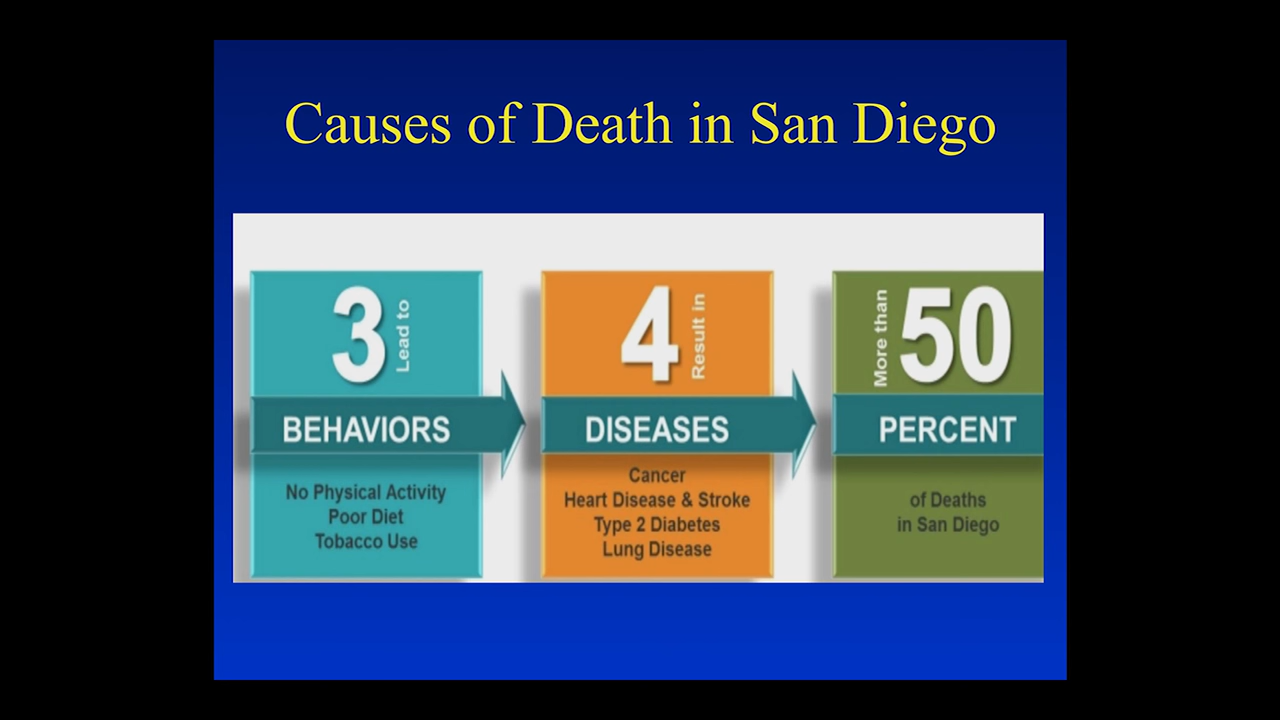 Causes of Death in San Diego
3 Lead to
BEHAVIORS
No Physical Activity
Poor Diet
Tobacco Use
4 Result in
DISEASES
Cancer
Heart Disease & Stroke
Type 2 Diabetes
Lung Disease
More than 50
PERCENT
of Deaths
in San Diego